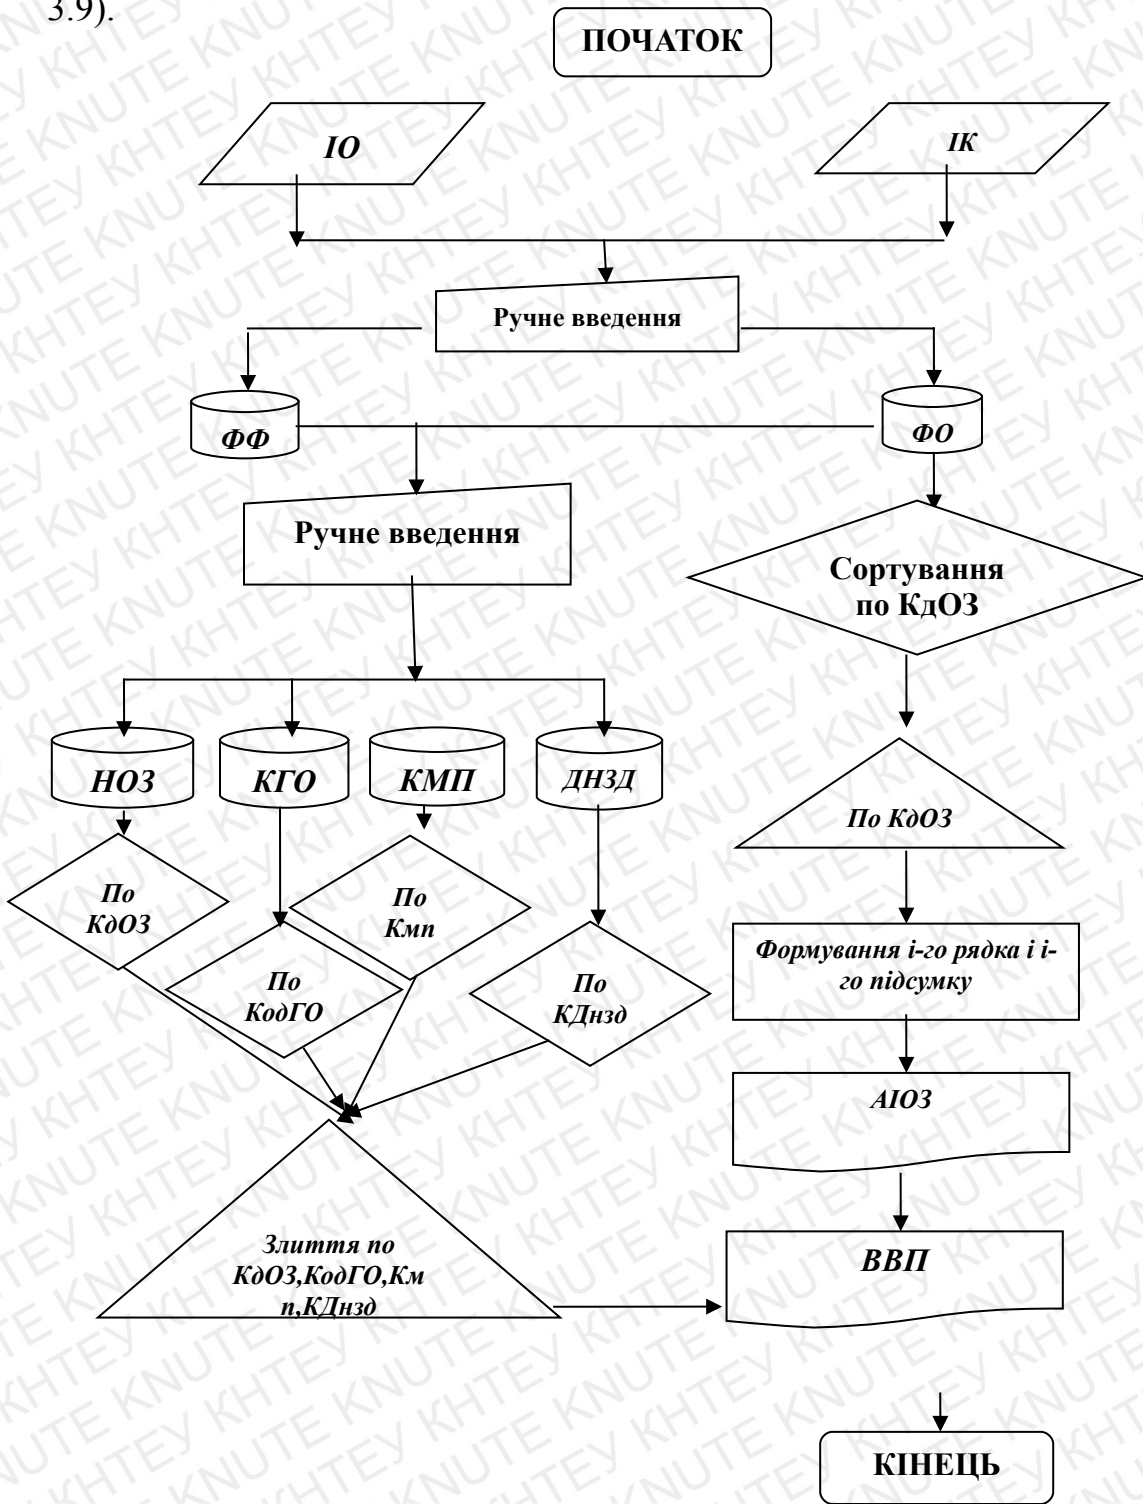 3.9).
ПОЧАТОК
ІО
ІК
Ручне введення
ФФ
ФО
Ручне введення
Сортування
по КдОЗ
НОЗ
КГО
КМП
ДНЗД
По КдОЗ
По
КдОЗ
По
Кмп
По
КодГО
По
КДнзд
Формування і-го рядка і і-
го підсумку
АІОЗ
Злиття по
КдОЗ,КодГО,Км
п,КДнзд
ВВП
КІНЕЦЬ